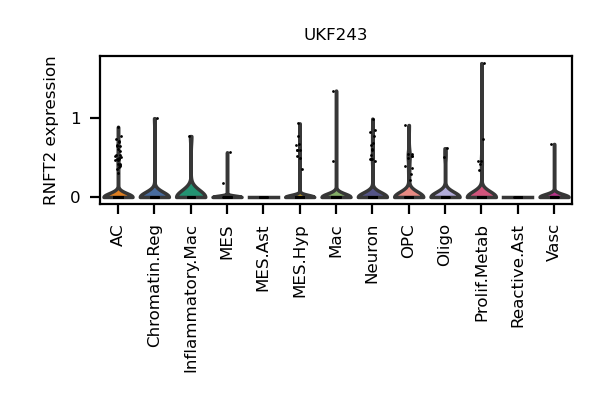 UKF243
RNFT2 expression
1
0
AC
Chromatin.Reg
Inflammatory.Mac
MES
MES.Ast
MES.Hyp
Mac
Neuron
OPC
Oligo
Prolif.Metab
Reactive.Ast
Vasc